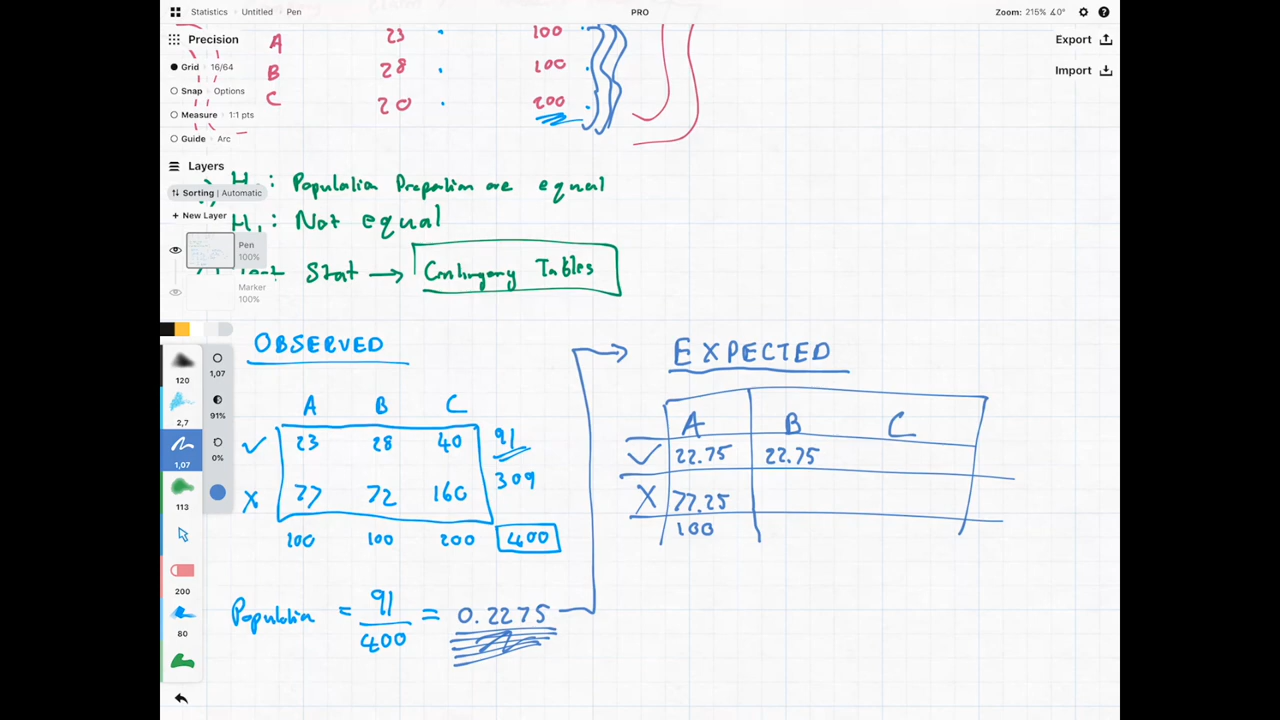 Statistics Untitled Pen
PRO
Zoom: 215% ∡0°
Precision
Export
Import
Grid 16/64
Snap Options
Measure 1:1 pts
Guide Arc
A 23 100
B 28 100
C 20 200
Layers
Sorting | Automatic
+ New Layer
Pen
100%
Marker
100%
H : Population Proportion are equal
H1 : Not equal
Stat → Contingency Tables
120
2,7
1,07
113
200
80
1,07
91%
0%
OBSERVED
A B C
✓ 23 28 40 91
X 77 72 160 309
100 100 200 400
Population = 91/400 = 0.2275
EXPECTED
A B C
✓ 22.75 22.75
X 77.25
100